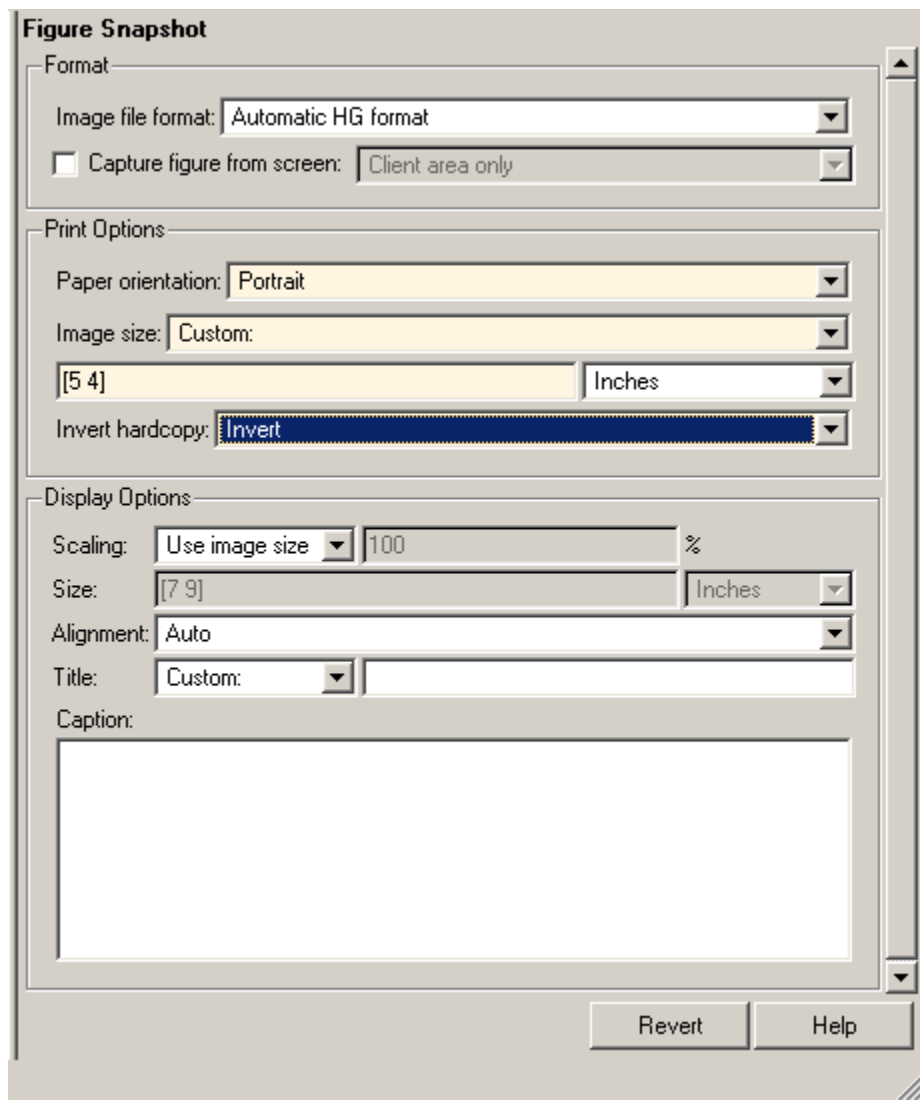 Figure Snapshot
Format
Image file format: Automatic HG format
Capture figure from screen: Client area only
Print Options
Paper orientation: Portrait
Image size: Custom:
[5 4] Inches
Invert hardcopy: Invert
Display Options
Scaling: Use image size 100 %
Size: [7 9] Inches
Alignment: Auto
Title: Custom:
Caption:
Revert Help